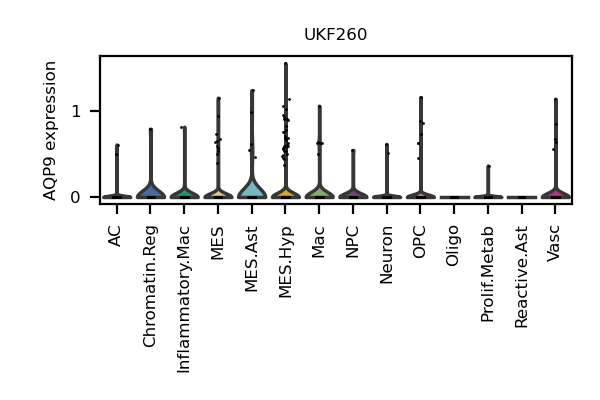 UKF260
AQP9 expression
1
0
AC
Chromatin.Reg
Inflammatory.Mac
MES
MES.Ast
MES.Hyp
Mac
NPC
Neuron
OPC
Oligo
Prolif.Metab
Reactive.Ast
Vasc